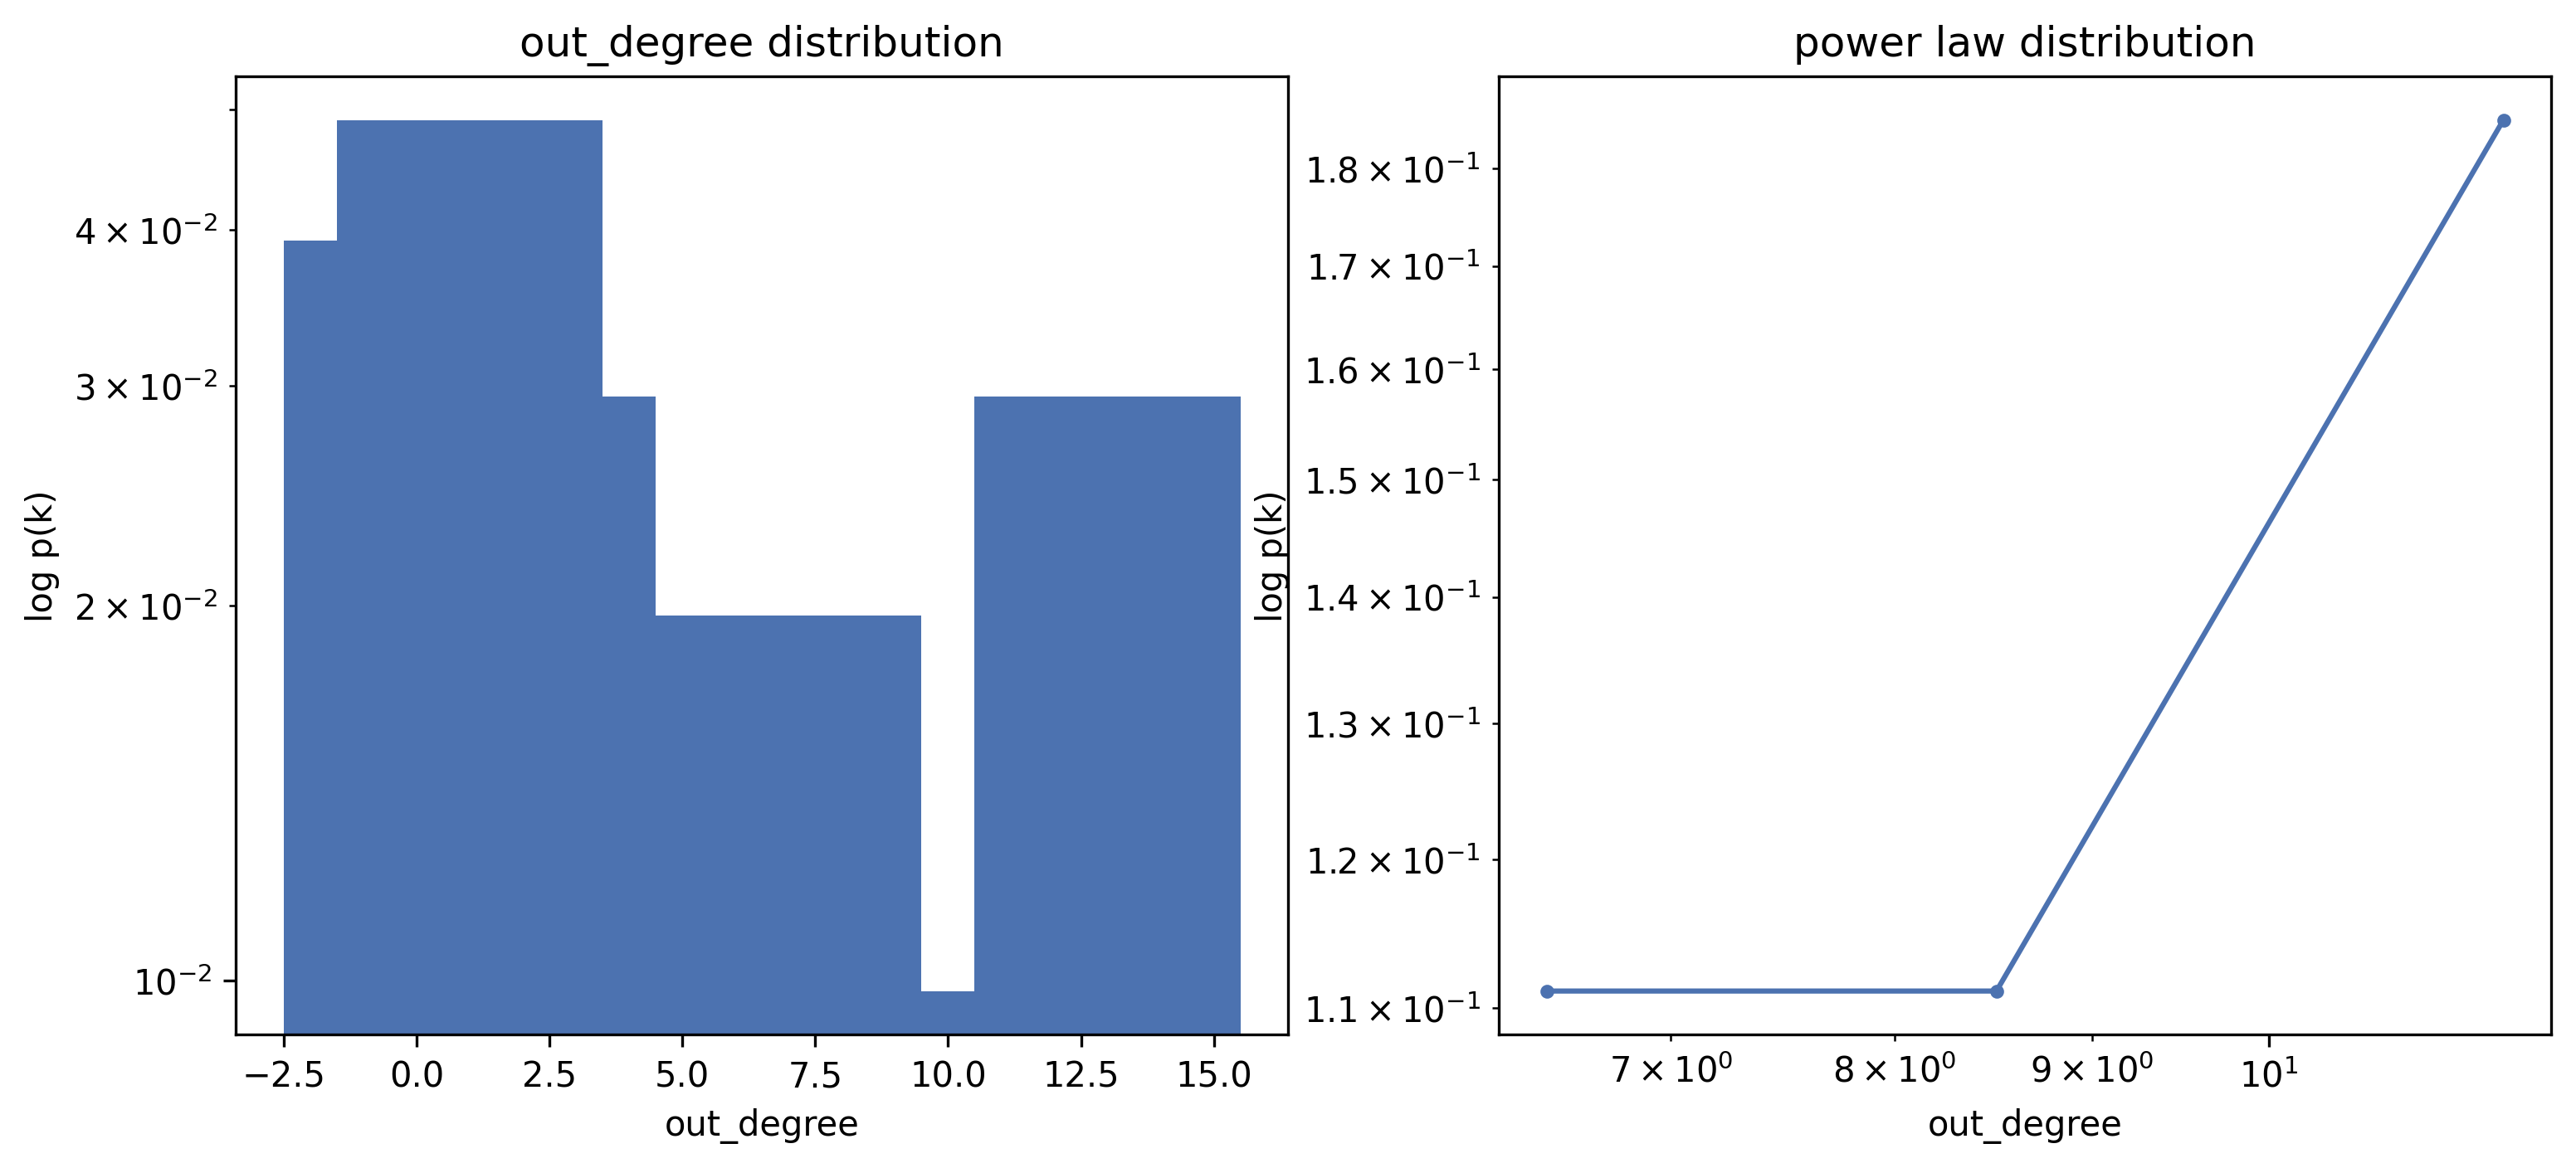 out_degree distribution
log p(k)
4 × 10⁻²
3 × 10⁻²
2 × 10⁻²
10⁻²
−2.5 0.0 2.5 5.0 7.5 10.0 12.5 15.0
out_degree
power law distribution
log p(k)
1.8 × 10⁻¹
1.7 × 10⁻¹
1.6 × 10⁻¹
1.5 × 10⁻¹
1.4 × 10⁻¹
1.3 × 10⁻¹
1.2 × 10⁻¹
1.1 × 10⁻¹
7 × 10⁰ 8 × 10⁰ 9 × 10⁰ 10¹
out_degree